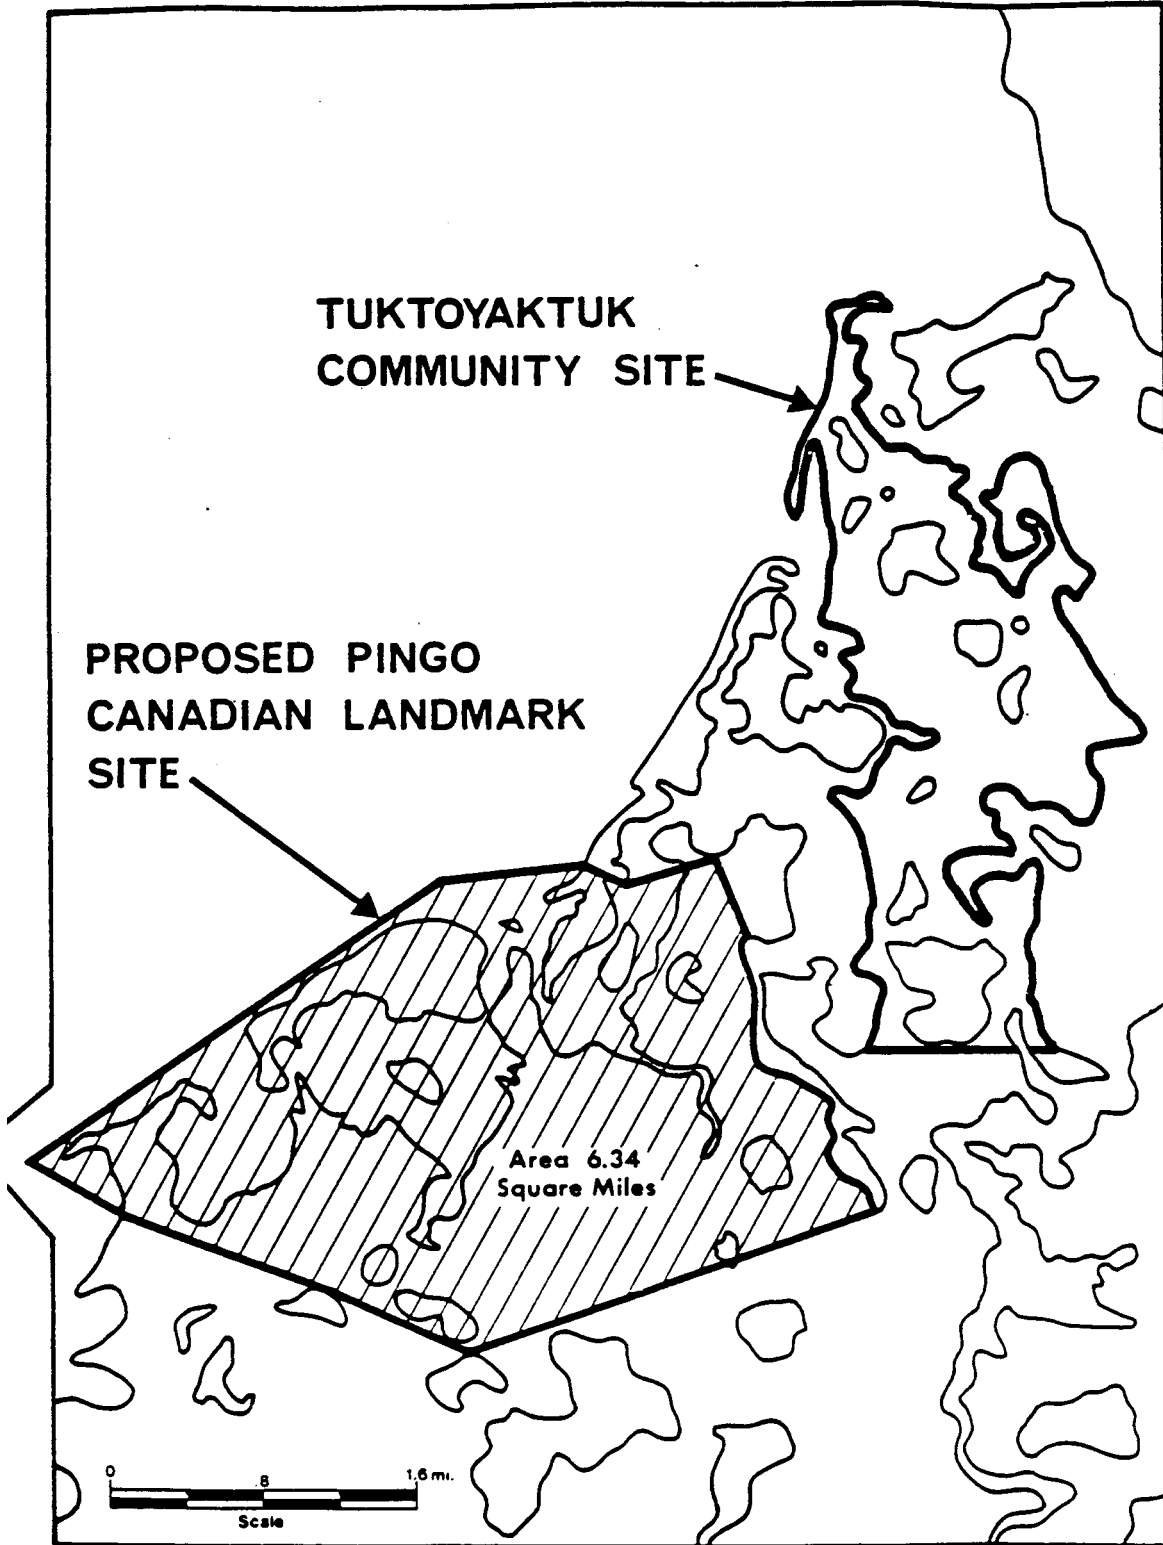 TUKTOYAKTUK
COMMUNITY SITE
PROPOSED PINGO
CANADIAN LANDMARK
SITE
Area 6.34
Square Miles
0 .8 1.6 mi.
Scale